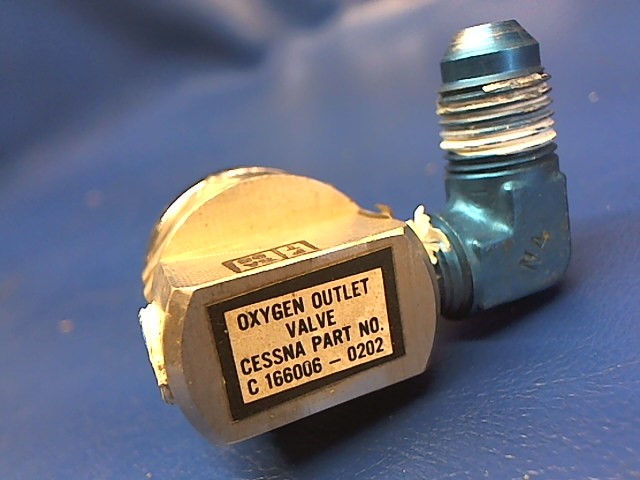 OXYGEN OUTLET
VALVE
CESSNA PART NO.
C 166006 - 0202